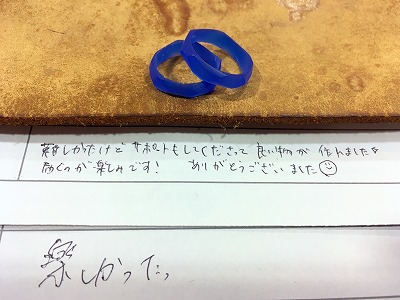 難しかったけど サポートもしてくださって 良い物が 作れました
届くのが楽しみです! ありがとうございました
楽しかったっ